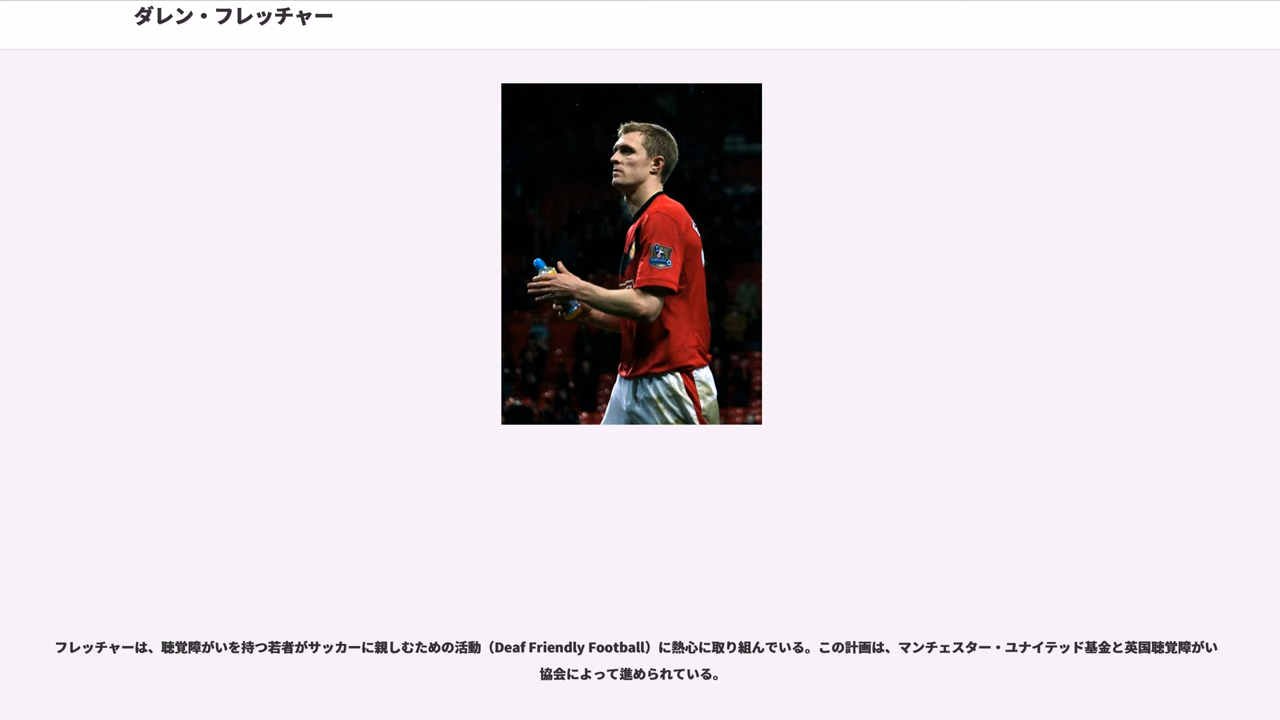 ダレン・フレッチャー
フレッチャーは、聴覚障がいを持つ若者がサッカーに親しむための活動（Deaf Friendly Football）に熱心に取り組んでいる。この計画は、マンチェスター・ユナイテッド基金と英国聴覚障がい
協会によって進められている。